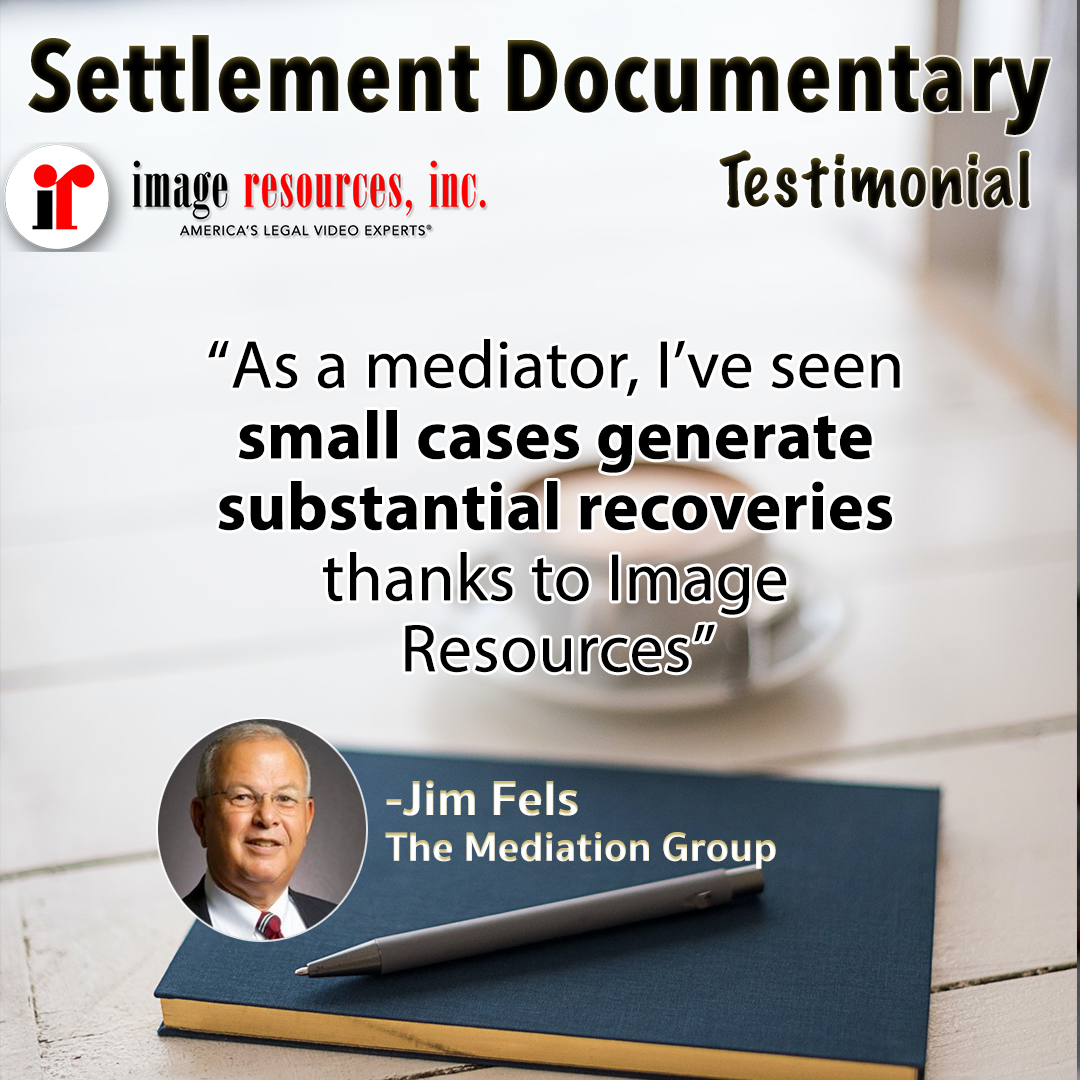 Settlement Documentary
Testimonial
ir
image resources, inc.
AMERICA'S LEGAL VIDEO EXPERTS®
“As a mediator, I’ve seen
small cases generate
substantial recoveries
thanks to Image
Resources”
-Jim Fels
The Mediation Group